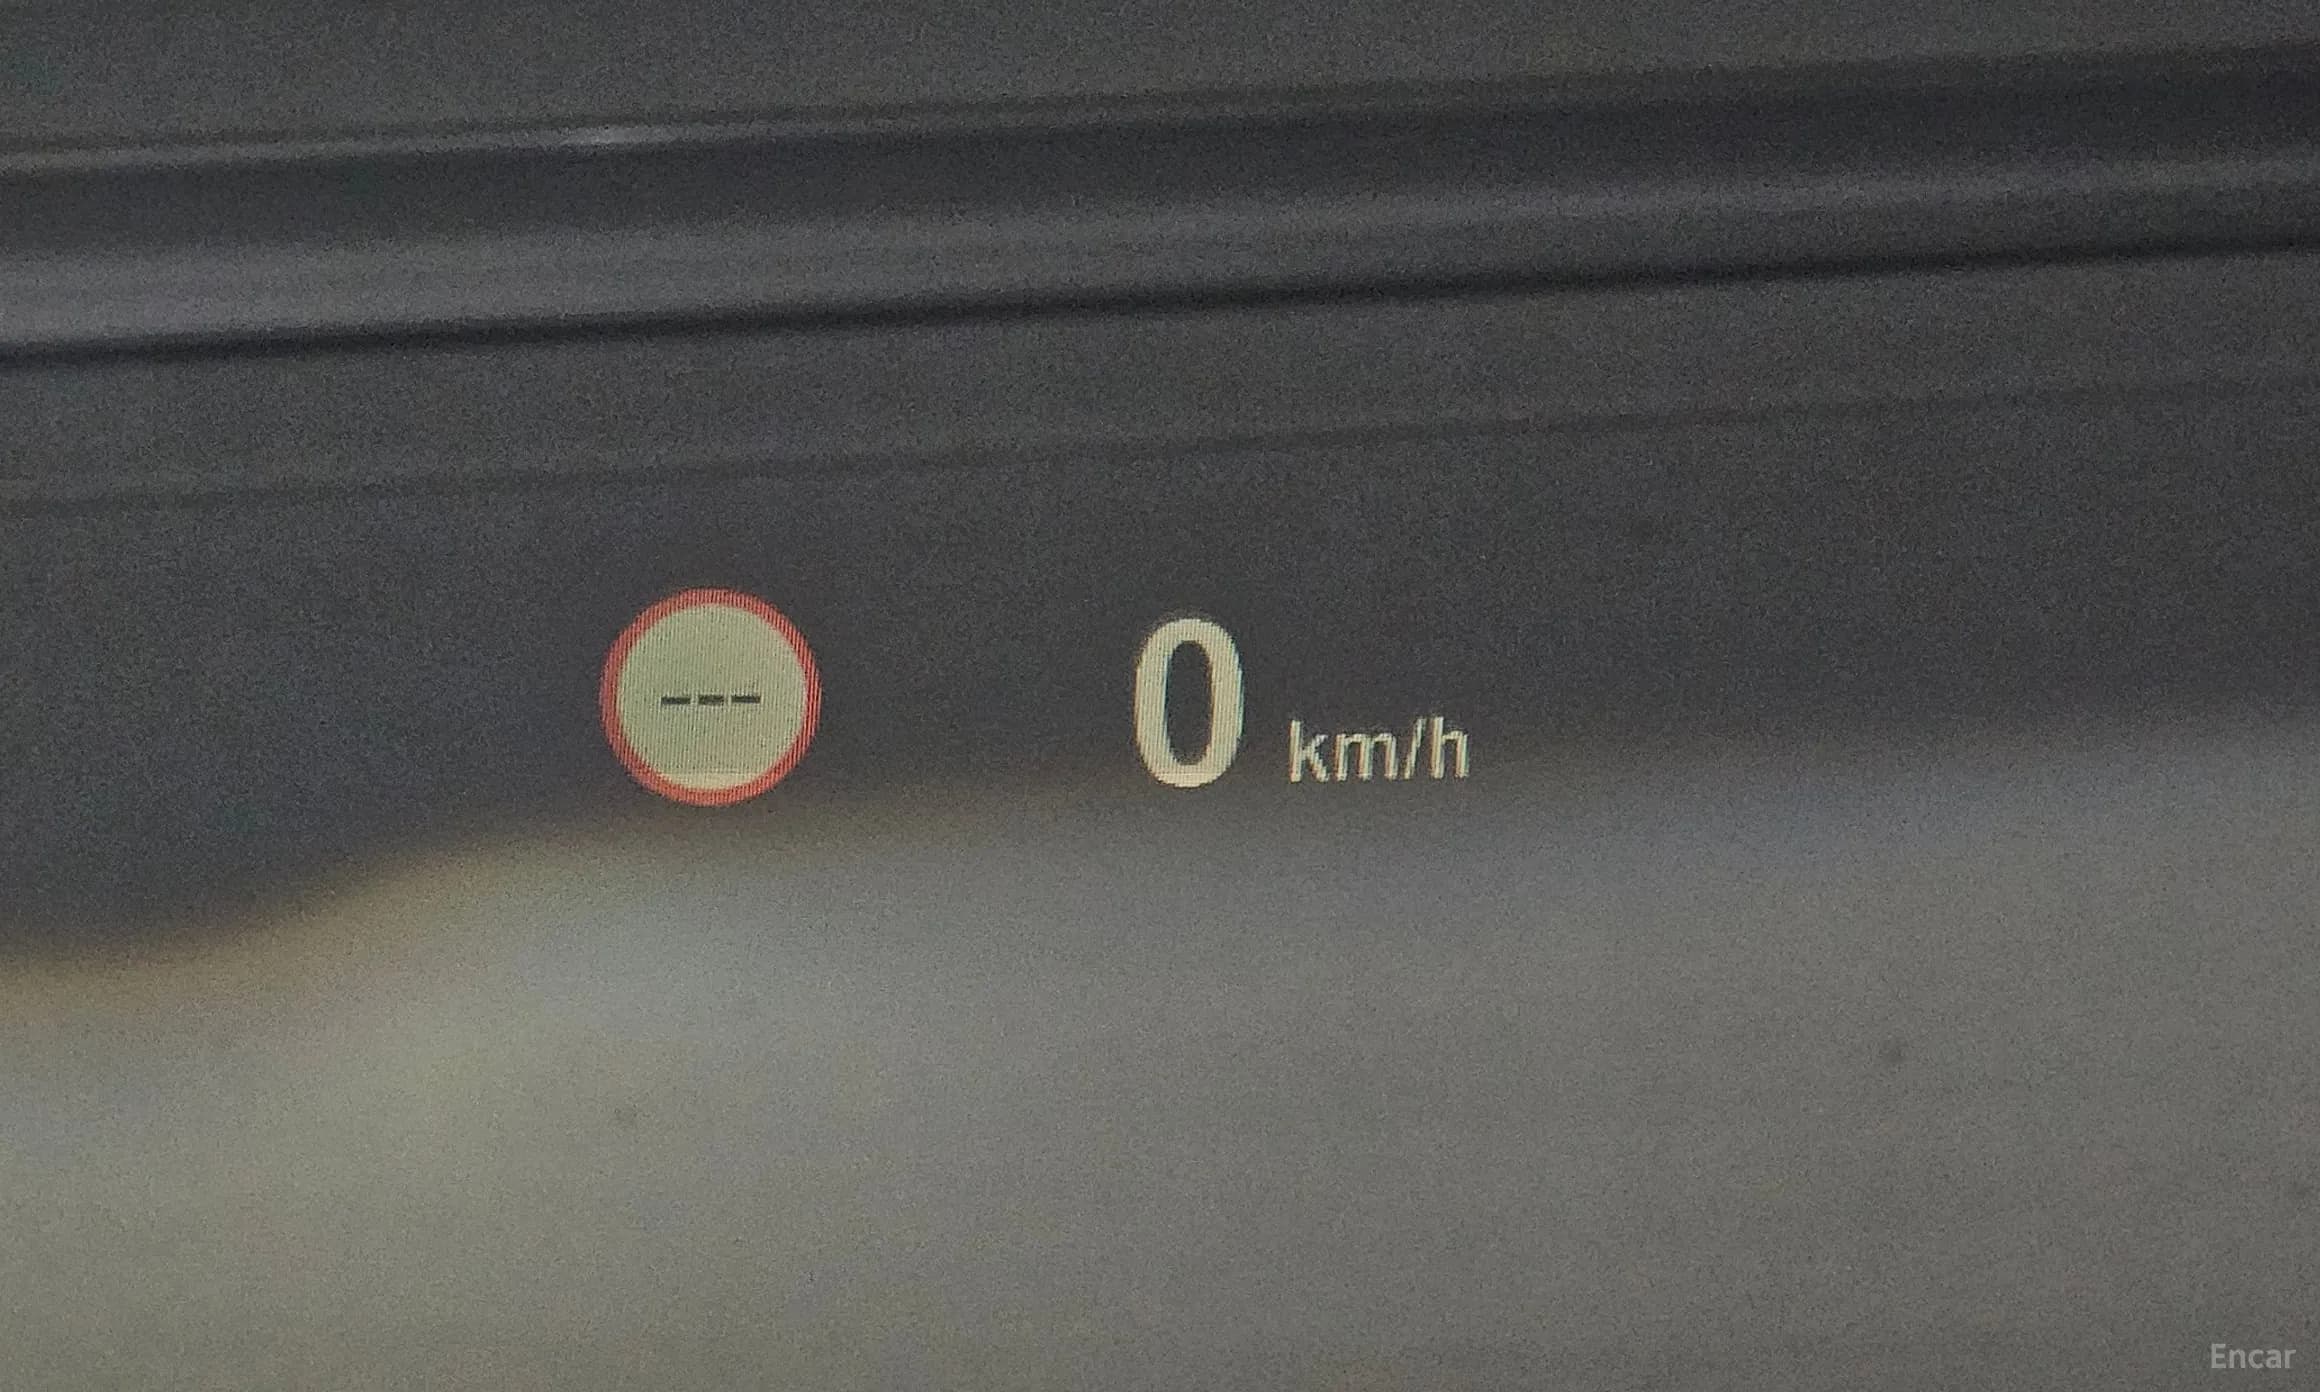 --- 0 km/h
Encar